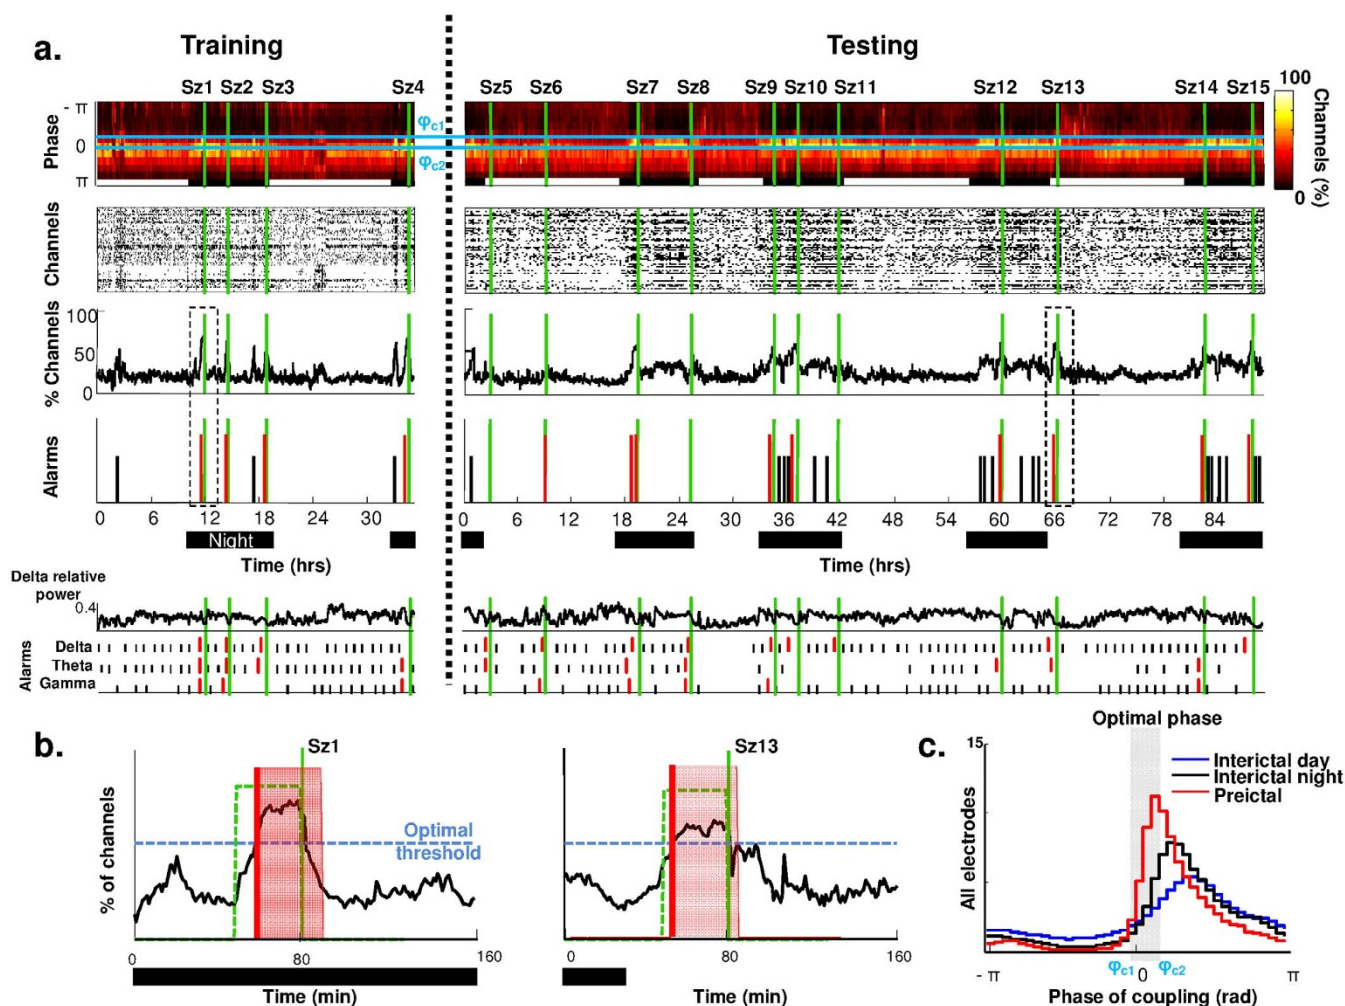 a.
Training
Testing
Sz1 Sz2 Sz3 Sz4 Sz5 Sz6 Sz7 Sz8 Sz9 Sz10 Sz11 Sz12 Sz13 Sz14 Sz15
100
0
Channels (%)
Phase
- π
0
π
φc1
φc2
Channels
% Channels
100
50
0
Alarms
0 6 12 18 24 30 0 6 12 18 24 30 36 42 48 54 60 66 72 78 84
Night
Time (hrs) Time (hrs)
Delta relative
power
0.4
Alarms
Delta
Theta
Gamma
b.
Sz1
Sz13
% of channels
Optimal
threshold
0 80 160
0 80 160
Time (min) Time (min)
c.
Optimal phase
15
All electrodes
Interictal day
Interictal night
Preictal
φc1 φc2
- π 0 π
Phase of coupling (rad)